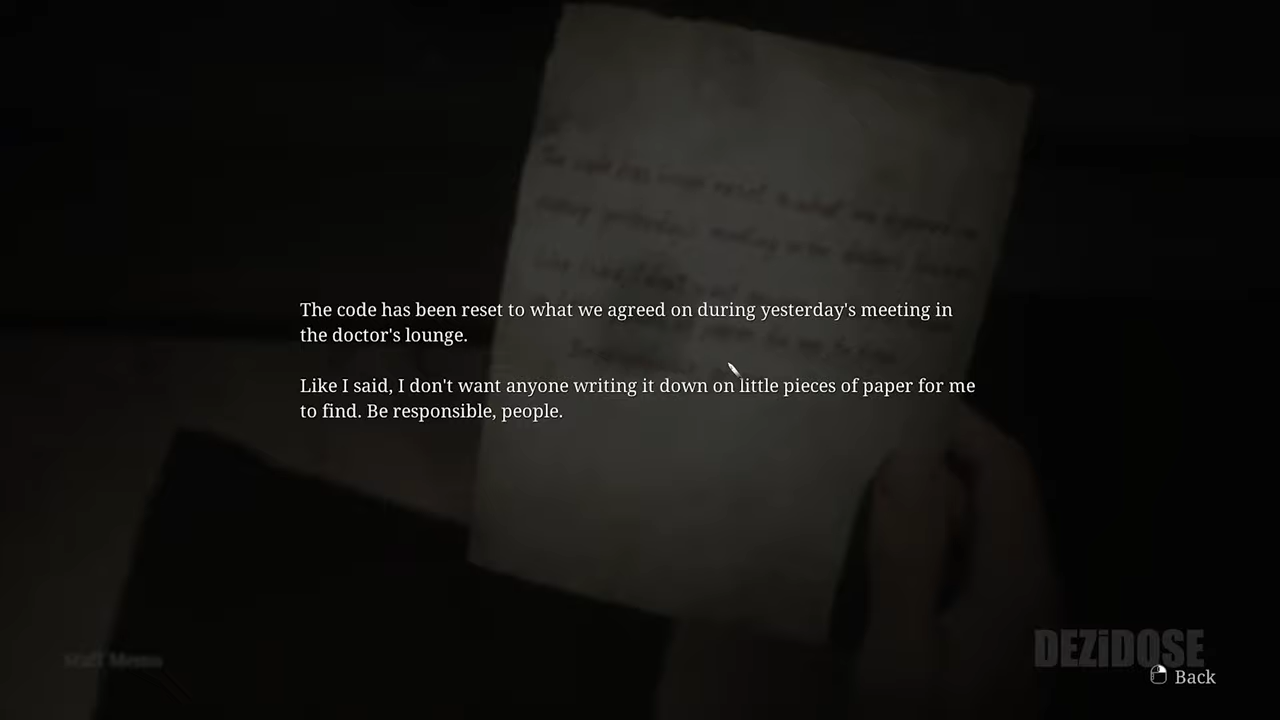 The code has been reset to what we agreed on during yesterday's meeting in
the doctor's lounge.
Like I said, I don't want anyone writing it down on little pieces of paper for me
to find. Be responsible, people.
Staff Memo
DEZiDOSE
Back